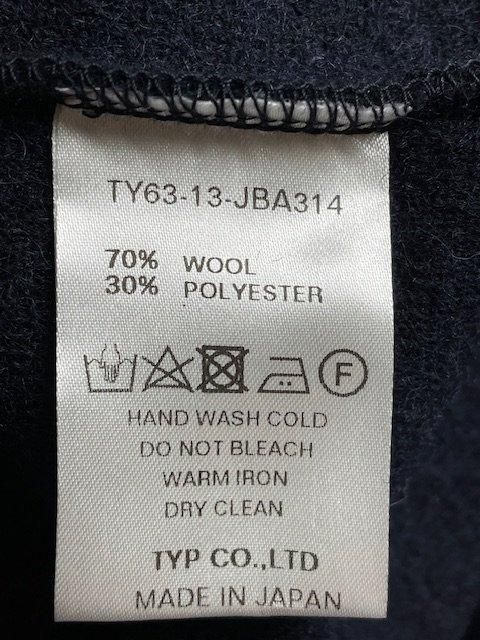 TY63-13-JBA314
70% WOOL
30% POLYESTER
F
HAND WASH COLD
DO NOT BLEACH
WARM IRON
DRY CLEAN
TYP CO.,LTD
MADE IN JAPAN